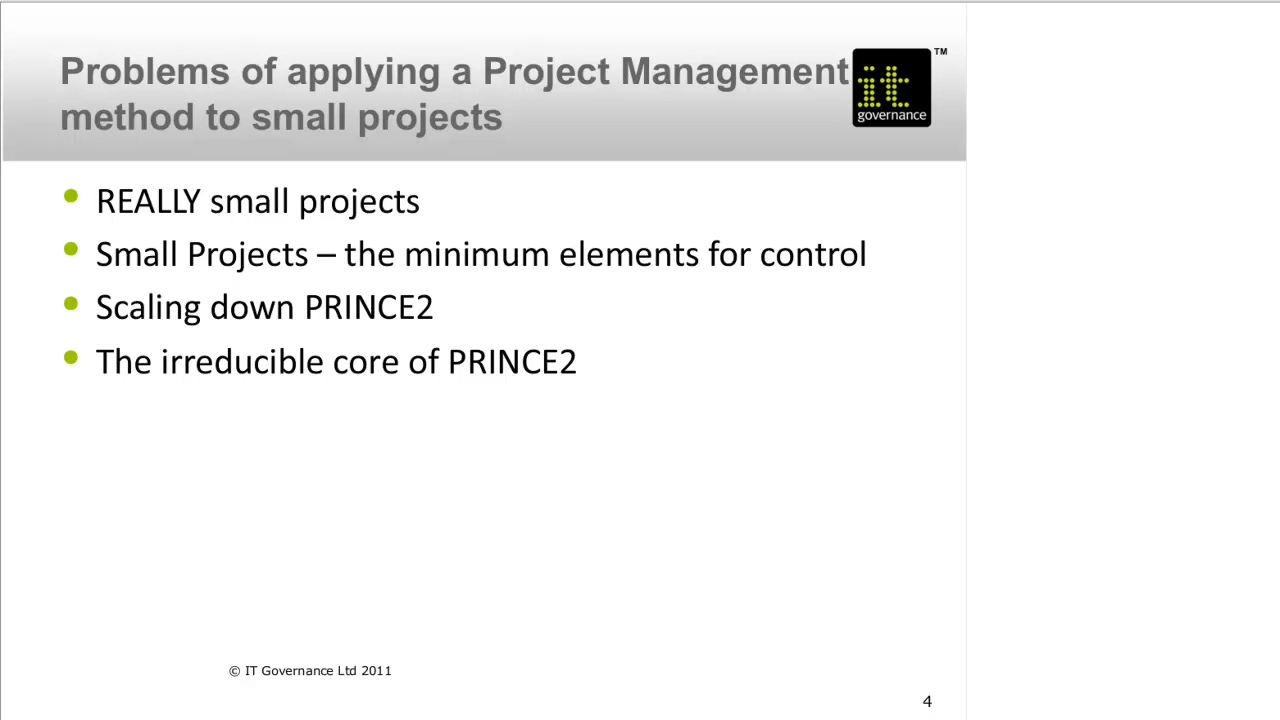 Problems of applying a Project Management
method to small projects
it
governance
™
• REALLY small projects
• Small Projects – the minimum elements for control
• Scaling down PRINCE2
• The irreducible core of PRINCE2
© IT Governance Ltd 2011
4